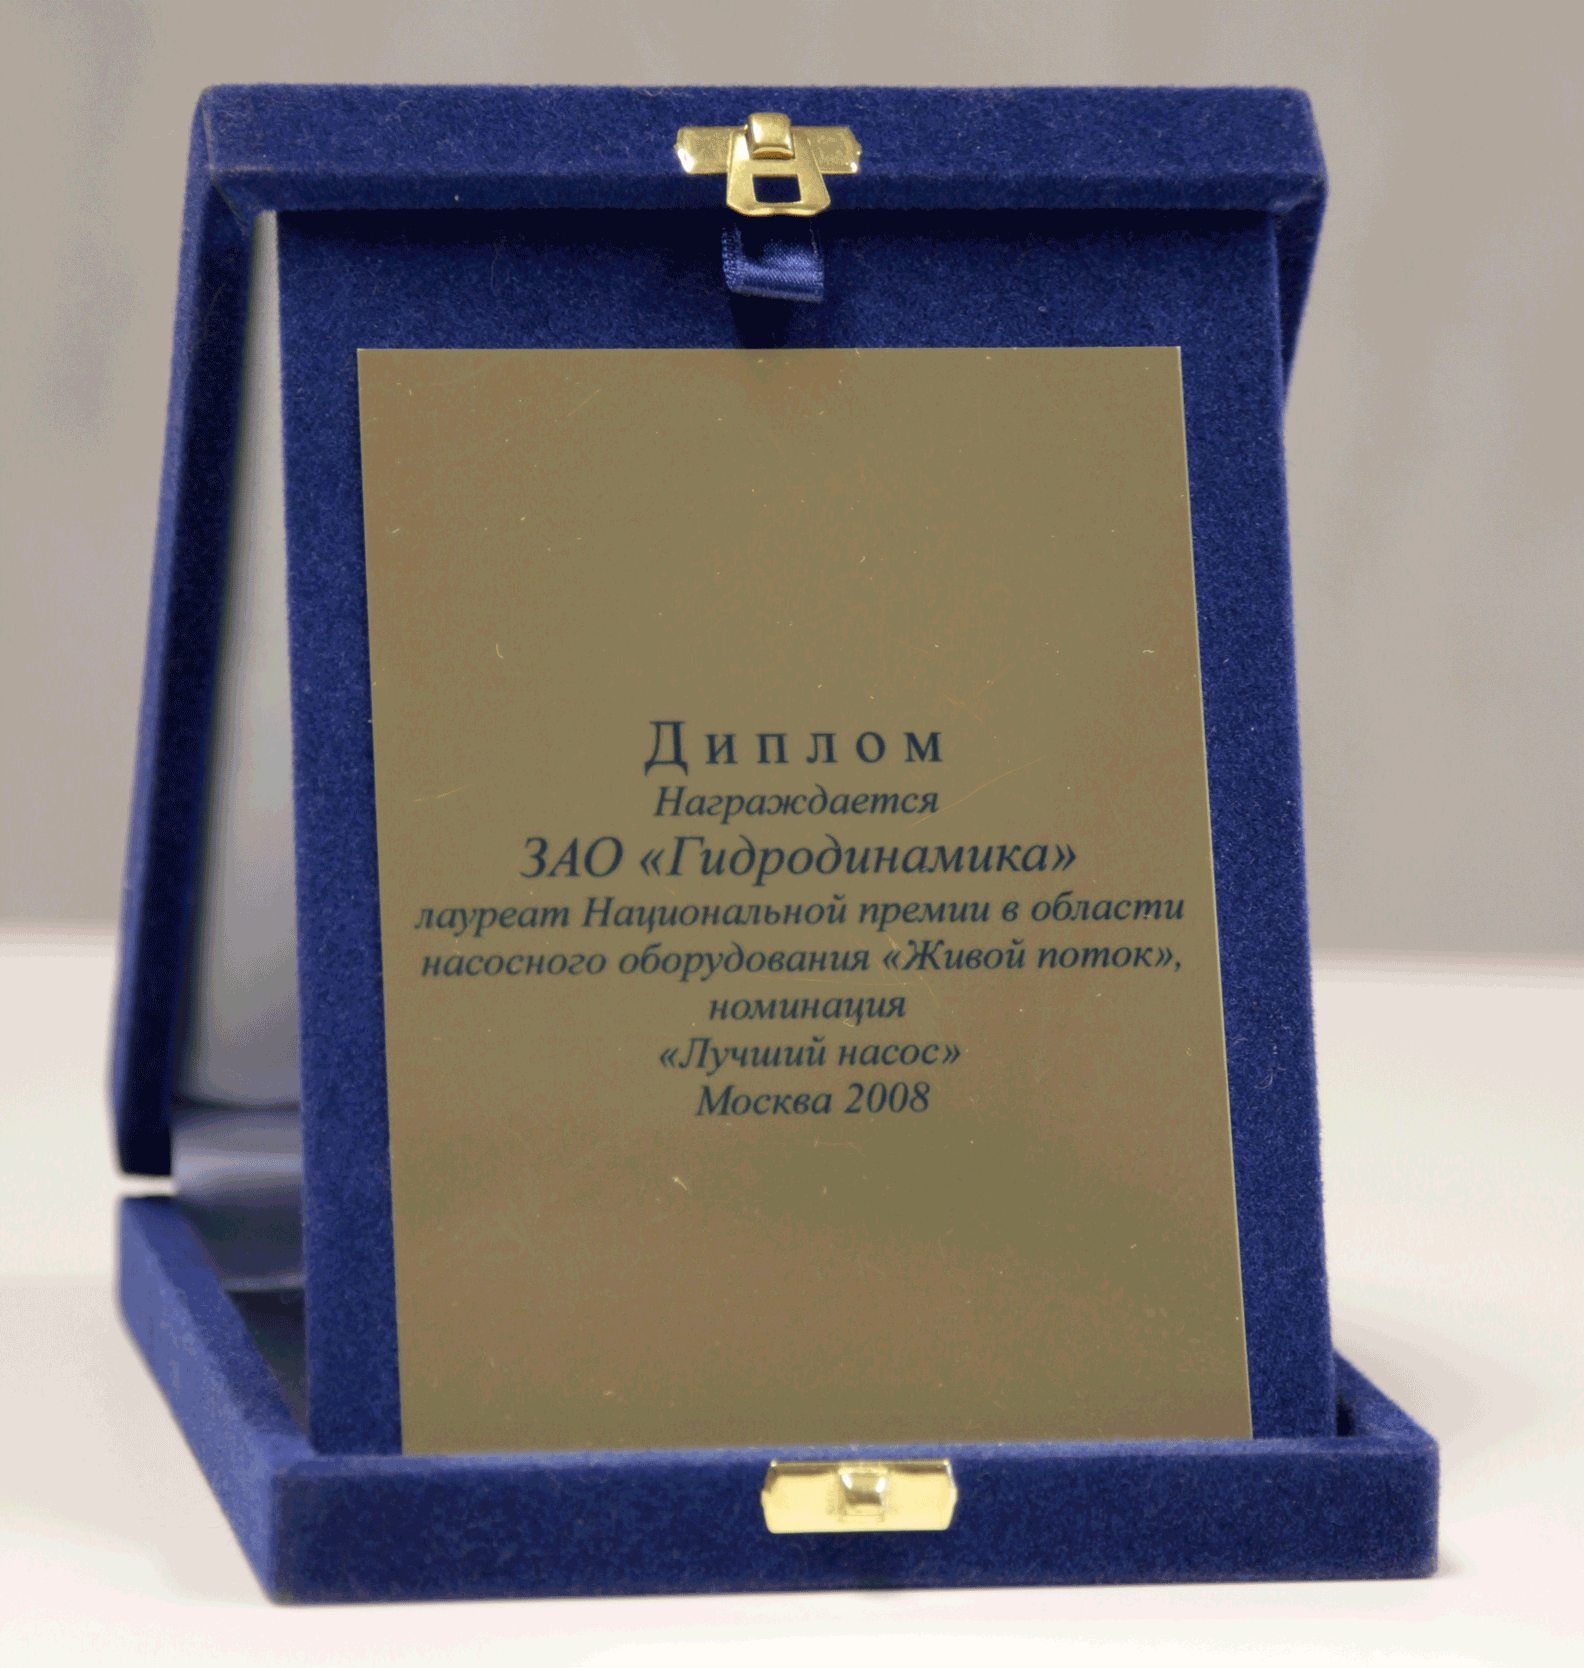 Диплом
Награждается
ЗАО «Гидродинамика»
лауреат Национальной премии в области
насосного оборудования «Живой поток»,
номинация
«Лучший насос»
Москва 2008